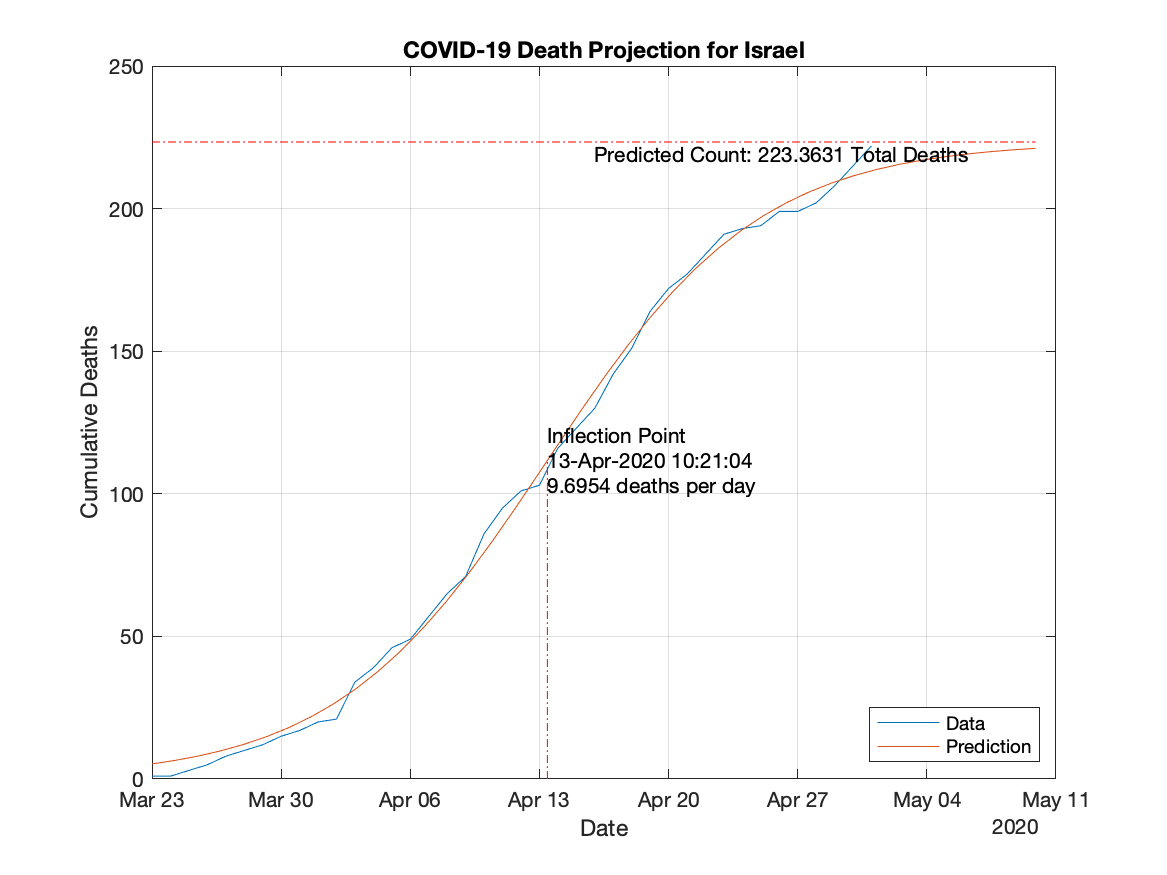 COVID-19 Death Projection for Israel
250
Predicted Count: 223.3631 Total Deaths
200
150
Inflection Point
13-Apr-2020 10:21:04
9.6954 deaths per day
100
50
0
Cumulative Deaths
Data
Prediction
Mar 23 Mar 30 Apr 06 Apr 13 Apr 20 Apr 27 May 04 May 11
Date
2020